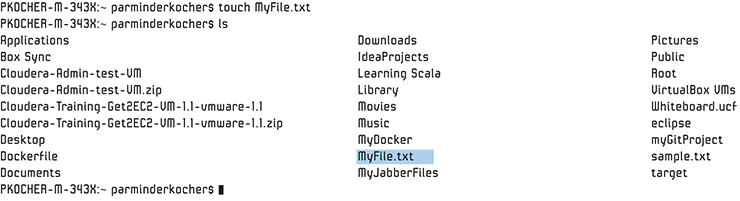 PKOCHER-M-343X:~ parminderkocher$ touch MyFile.txt
PKOCHER-M-343X:~ parminderkocher$ ls
Applications Downloads Pictures
Box Sync IdeaProjects Public
Cloudera-Admin-test-VM Learning Scala Root
Cloudera-Admin-test-VM.zip Library VirtualBox VMs
Cloudera-Training-Get2EC2-VM-1.1-vmware-1.1 Movies Whiteboard.ucf
Cloudera-Training-Get2EC2-VM-1.1-vmware-1.1.zip Music eclipse
Desktop MyDocker myGitProject
Dockerfile MyFile.txt sample.txt
Documents MyJabberFiles target
PKOCHER-M-343X:~ parminderkocher$